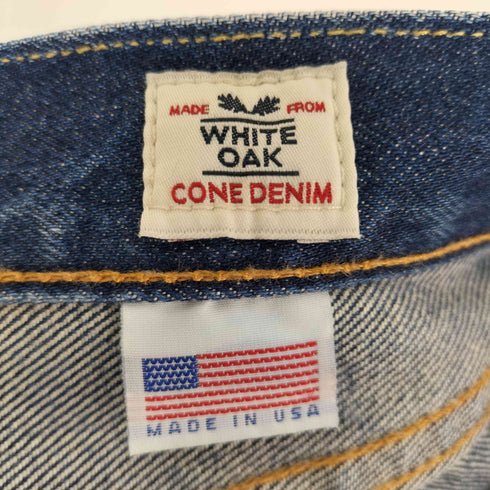 MADE FROM
WHITE
OAK
CONE DENIM
MADE IN USA